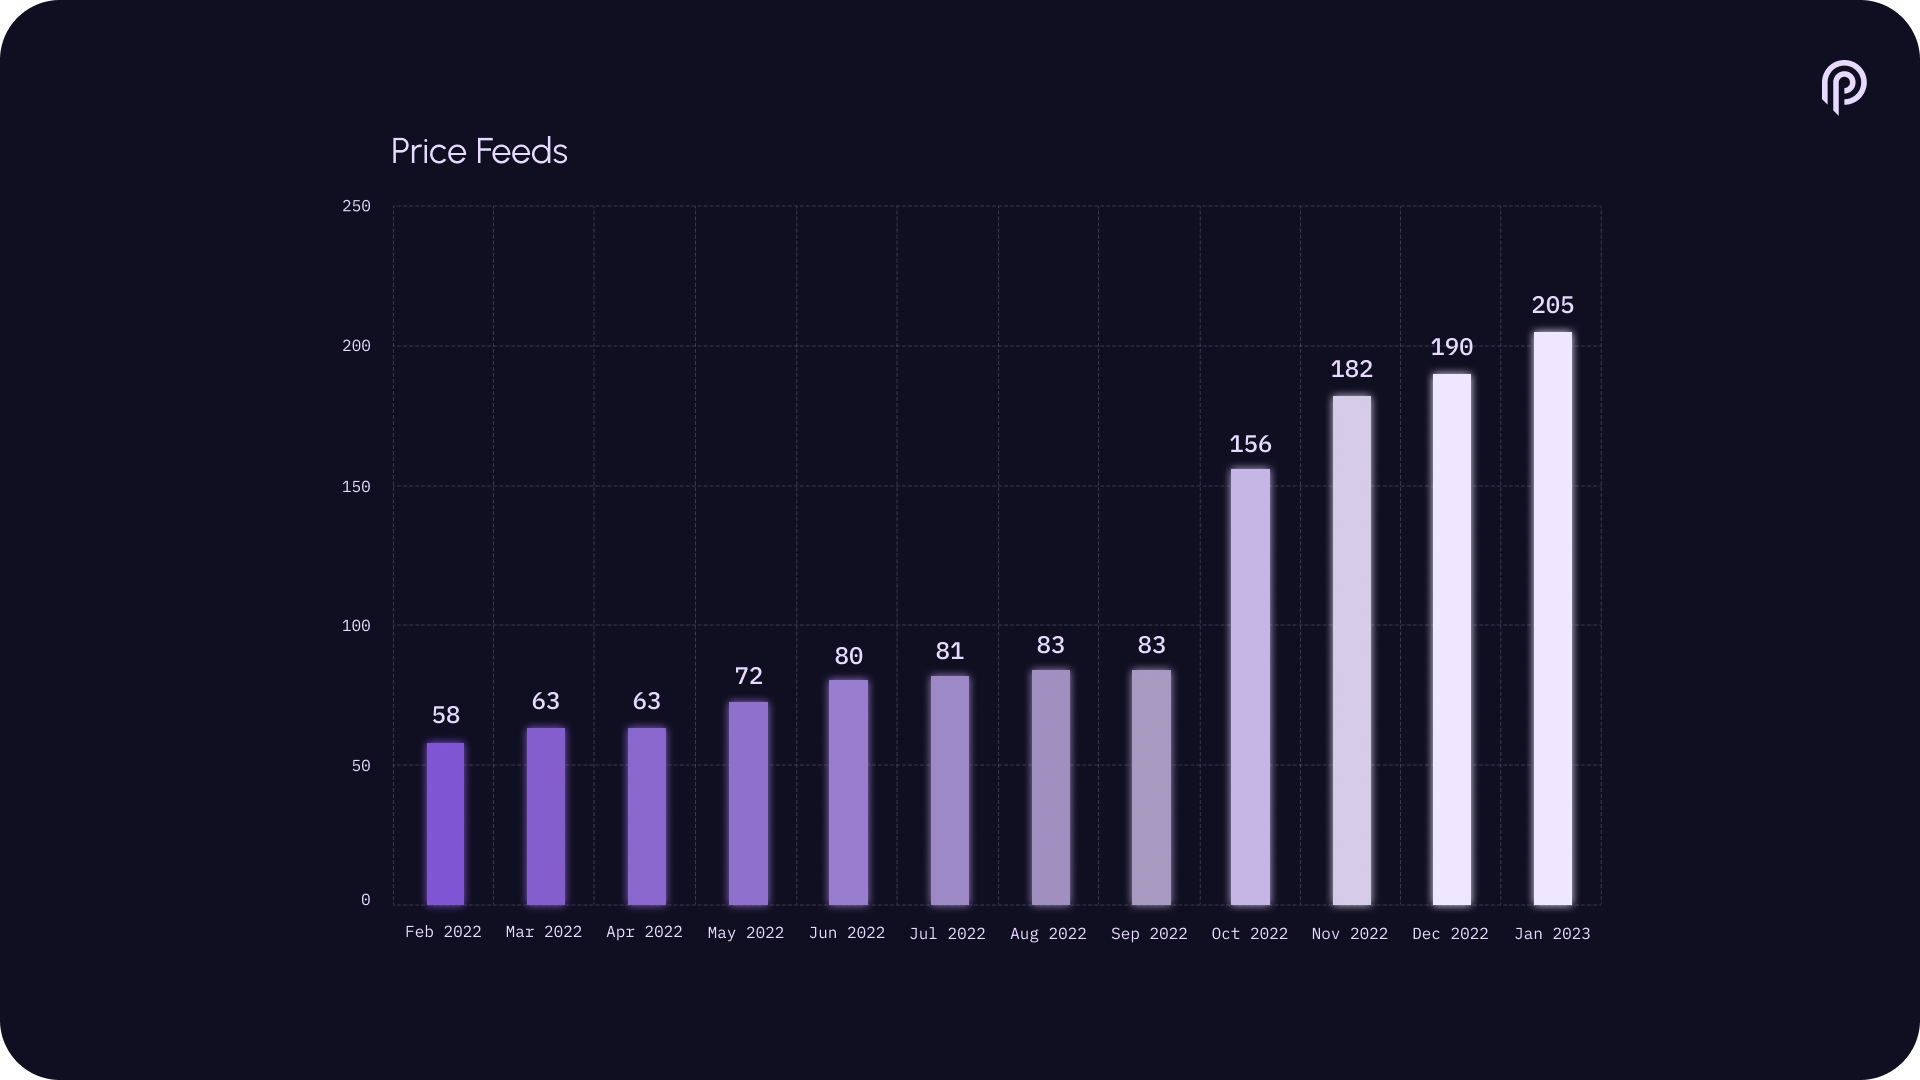 Price Feeds
250
200
150
100
50
0
58
63
63
72
80
81
83
83
156
182
190
205
Feb 2022
Mar 2022
Apr 2022
May 2022
Jun 2022
Jul 2022
Aug 2022
Sep 2022
Oct 2022
Nov 2022
Dec 2022
Jan 2023